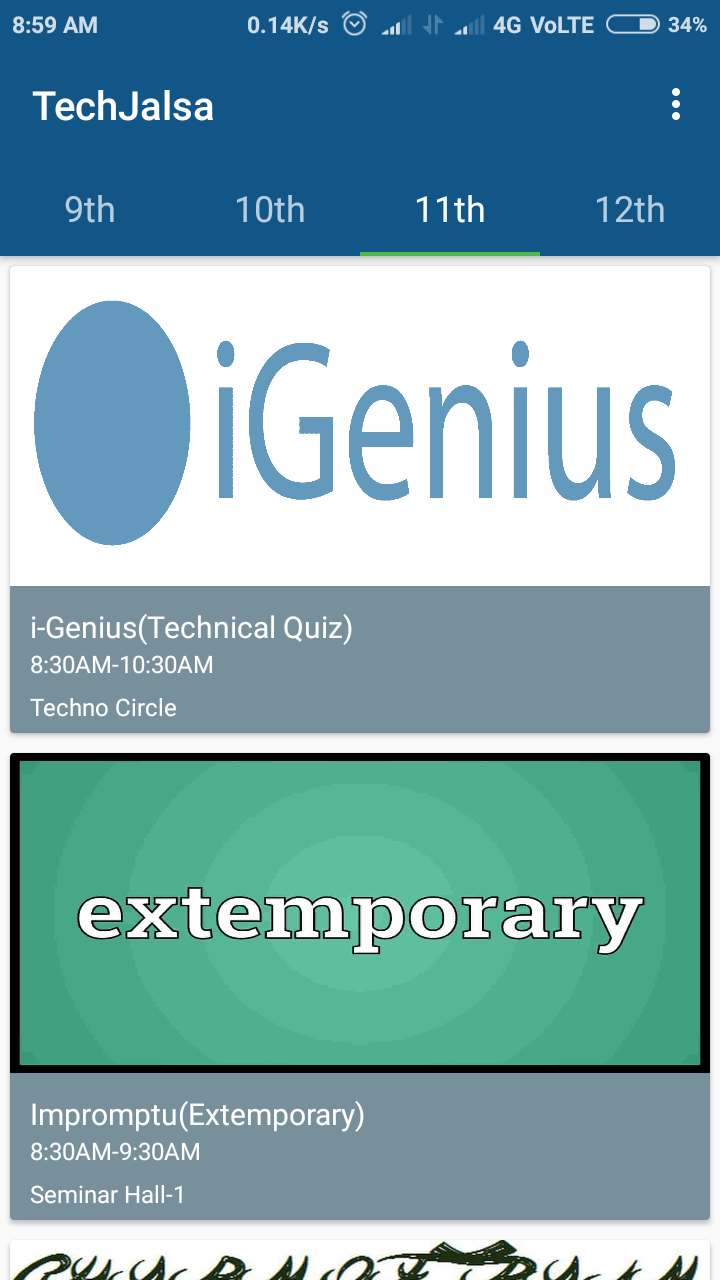 8:59 AM 0.14K/s 4G VoLTE 34%
TechJalsa
9th 10th 11th 12th
iGenius
i-Genius(Technical Quiz)
8:30AM-10:30AM
Techno Circle
extemporary
Impromptu(Extemporary)
8:30AM-9:30AM
Seminar Hall-1